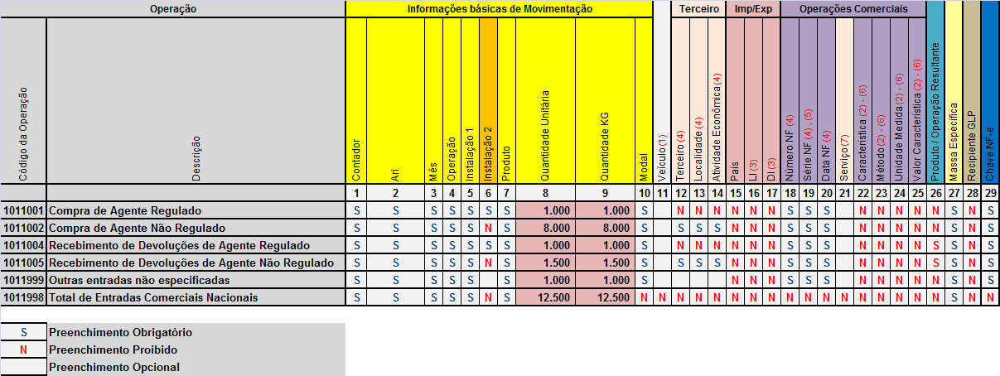 Operação Informações básicas de Movimentação Terceiro Imp/Exp Operações Comerciais
Código da Operação
Descrição
Contador
Ari
Mês
Operação
Instalação 1
Instalação 2
Produto
Quantidade Unitária
Quantidade KG
Modal
Veículo (1)
Terceiro (4)
Localidade (4)
Atividade Econômica (4)
País
LI (3)
DI (3)
Número NF (4)
Série NF (4) , (5)
Data NF (4)
Serviço (7)
Característica (2) - (6)
Método (2) - (6)
Unidade Medida (2) - (6)
Valor Característica (2) - (6)
Produto / Operação Resultante
Massa Específica
Recipiente GLP
Chave NF-e
1 2 3 4 5 6 7 8 9 10 11 12 13 14 15 16 17 18 19 20 21 22 23 24 25 26 27 28 29
1011001 Compra de Agente Regulado S S S S S S S 1.000 1.000 S N N N N N N S S S N N N N N S N S
1011002 Compra de Agente Não Regulado S S S S S N S 8.000 8.000 S S S S N N N S S S N N N N N S N S
1011004 Recebimento de Devoluções de Agente Regulado S S S S S S S 1.000 1.000 S N N N N N N S S S N N N N S S N S
1011005 Recebimento de Devoluções de Agente Não Regulado S S S S S N S 1.500 1.500 S S S S N N N S S S N N N N S S N S
1011999 Outras entradas não especificadas S S S S S S 1.000 1.000 S N N N S S S N N N N N S N S
1011998 Total de Entradas Comerciais Nacionais S S S S S N S 12.500 12.500 N N N N N N N N N N N N N N N N N S N N
S Preenchimento Obrigatório
N Preenchimento Proibido
Preenchimento Opcional